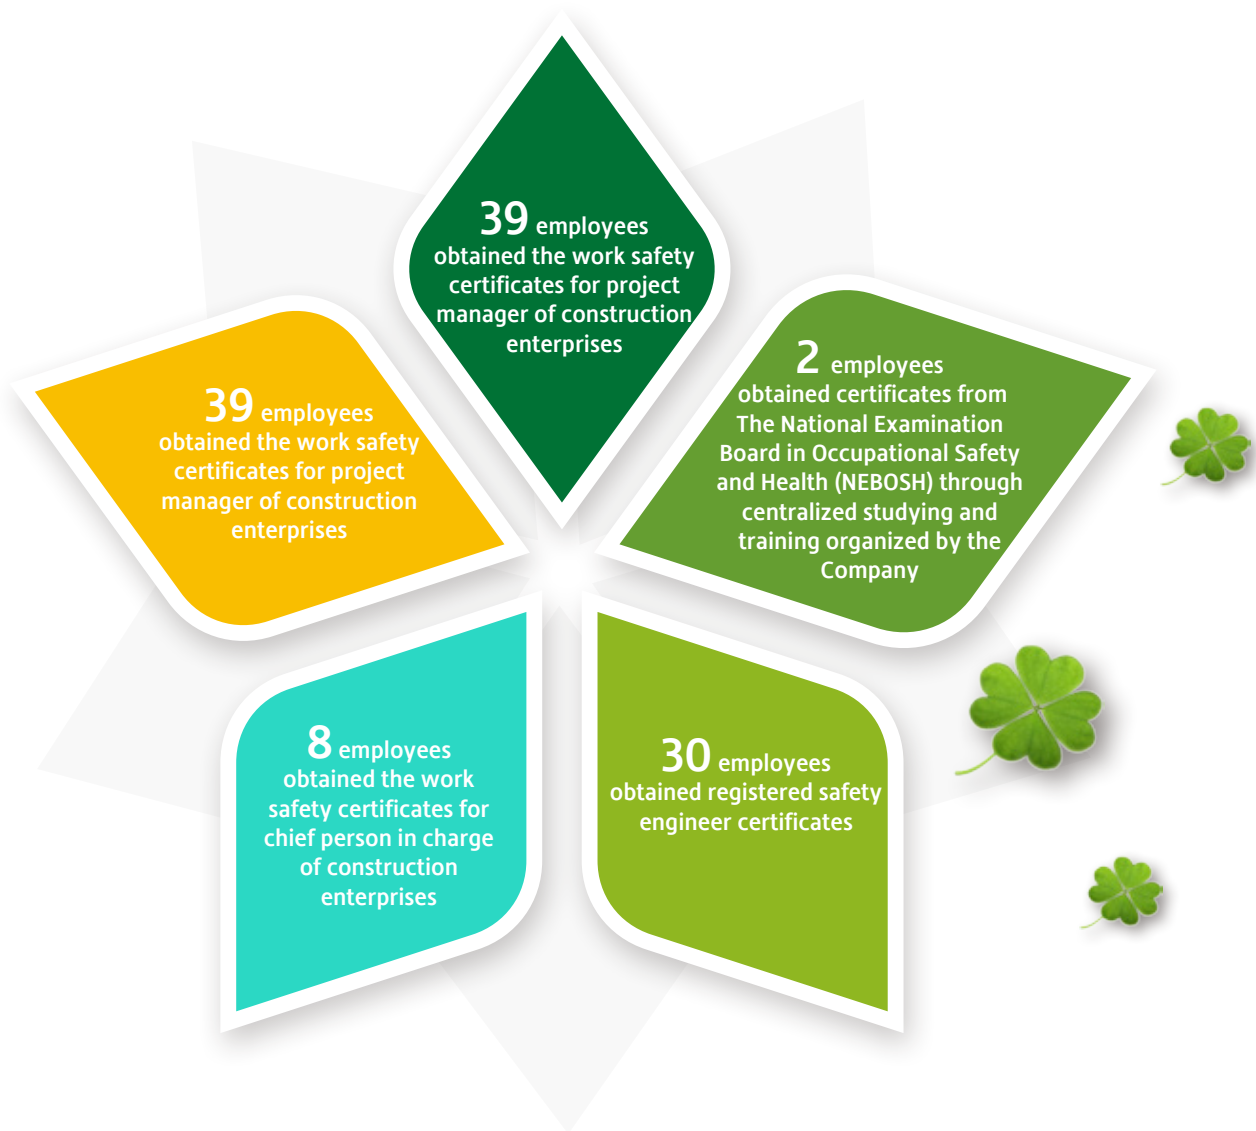 39 employees
obtained the work safety
certificates for project
manager of construction
enterprises
39 employees
obtained the work safety
certificates for project
manager of construction
enterprises
2 employees
obtained certificates from
The National Examination
Board in Occupational Safety
and Health (NEBOSH) through
centralized studying and
training organized by the
Company
8 employees
obtained the work
safety certificates for
chief person in charge
of construction
enterprises
30 employees
obtained registered safety
engineer certificates